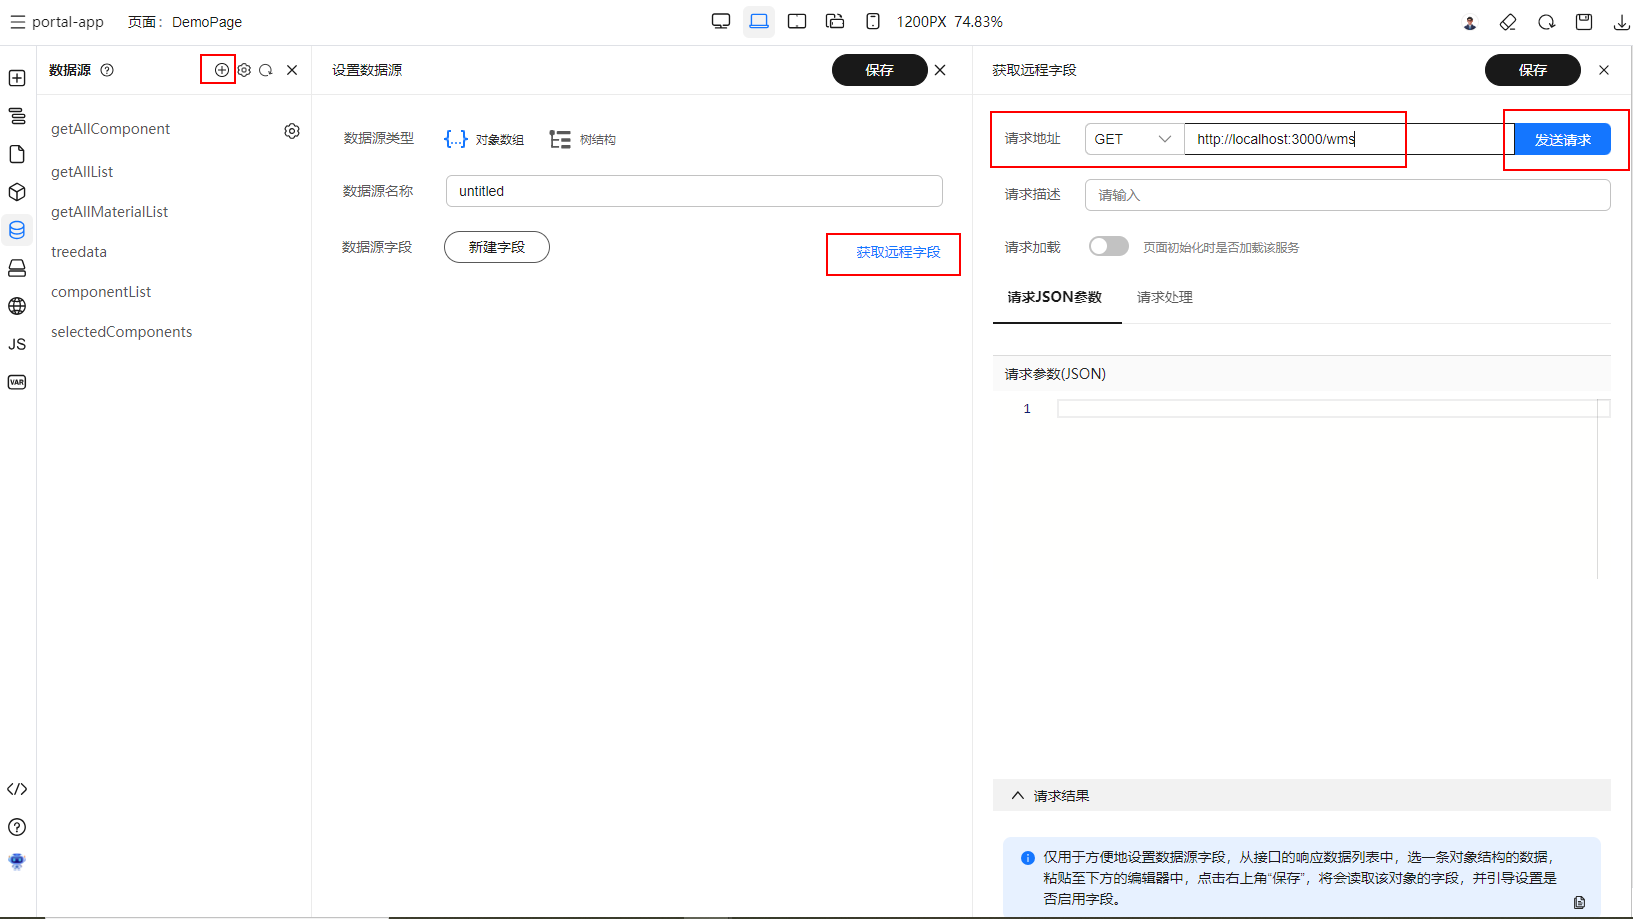 portal-app 页面： DemoPage 1200PX 74.83%
数据源
getAllComponent
getAllList
getAllMaterialList
treedata
componentList
selectedComponents
JS
VAR
设置数据源 保存
数据源类型 {...} 对象数组 树结构
数据源名称 untitled
数据源字段 新建字段 获取远程字段
获取远程字段 保存
请求地址 GET http://localhost:3000/wms 发送请求
请求描述 请输入
请求加载 页面初始化时是否加载该服务
请求JSON参数 请求处理
请求参数(JSON)
1
请求结果
仅用于方便地设置数据源字段，从接口的响应数据列表中，选一条对象结构的数据，
粘贴至下方的编辑器中，点击右上角“保存”，将会读取该对象的字段，并引导设置是
否启用字段。